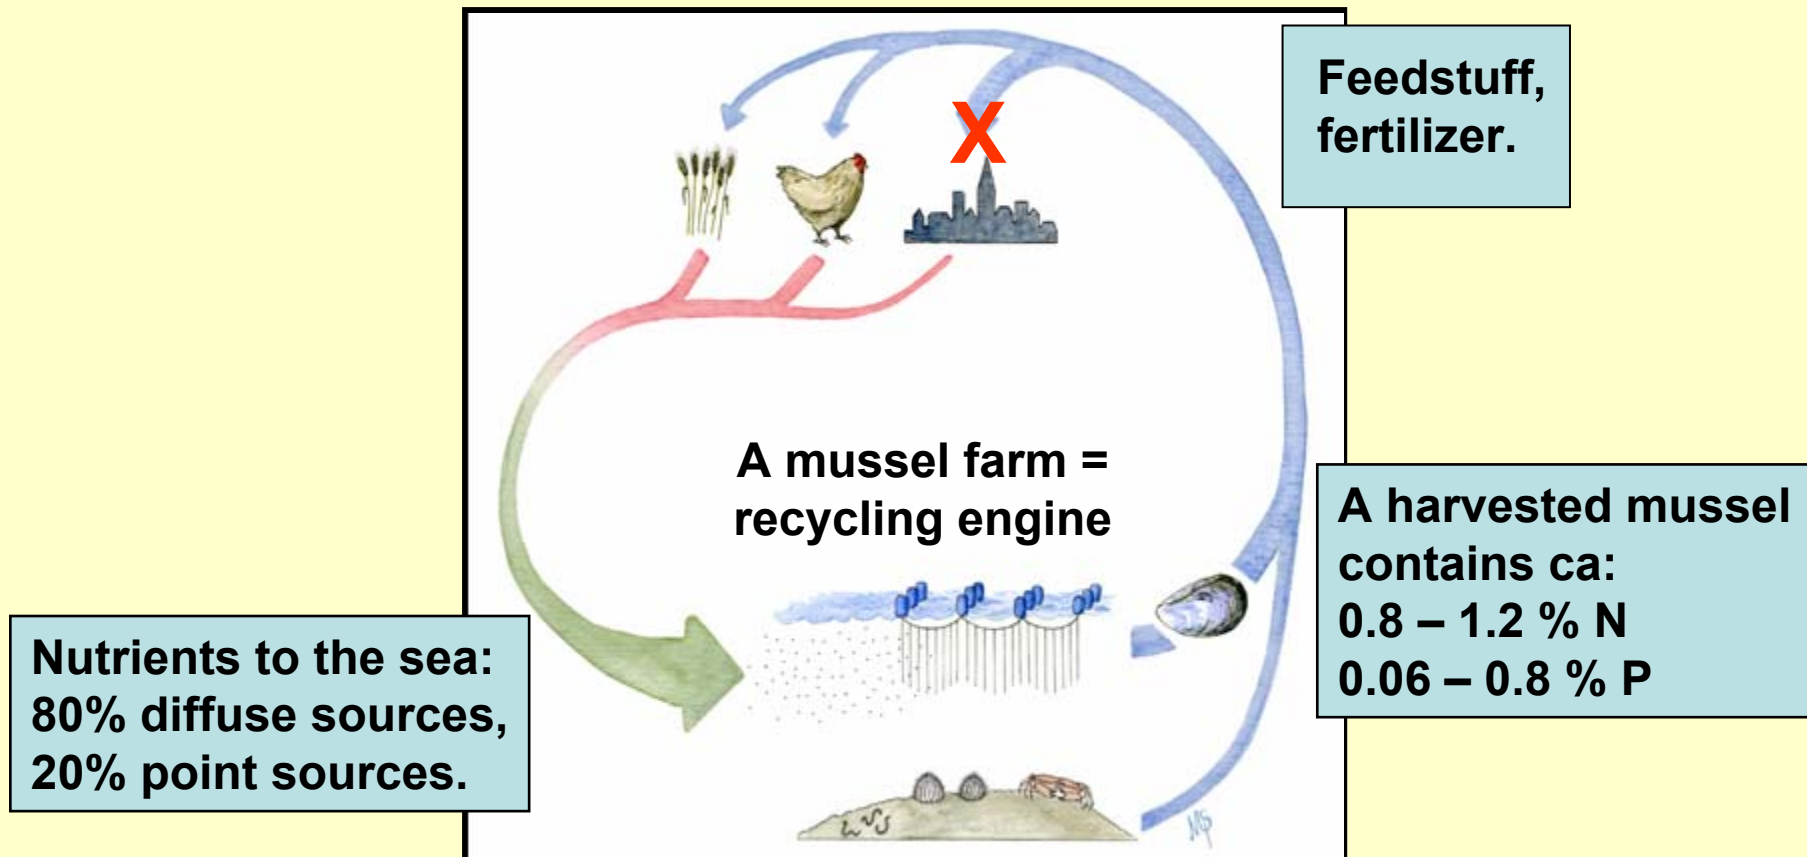 Feedstuff,
fertilizer.
X
A mussel farm =
recycling engine
A harvested mussel
contains ca:
0.8 – 1.2 % N
0.06 – 0.8 % P
Nutrients to the sea:
80% diffuse sources,
20% point sources.